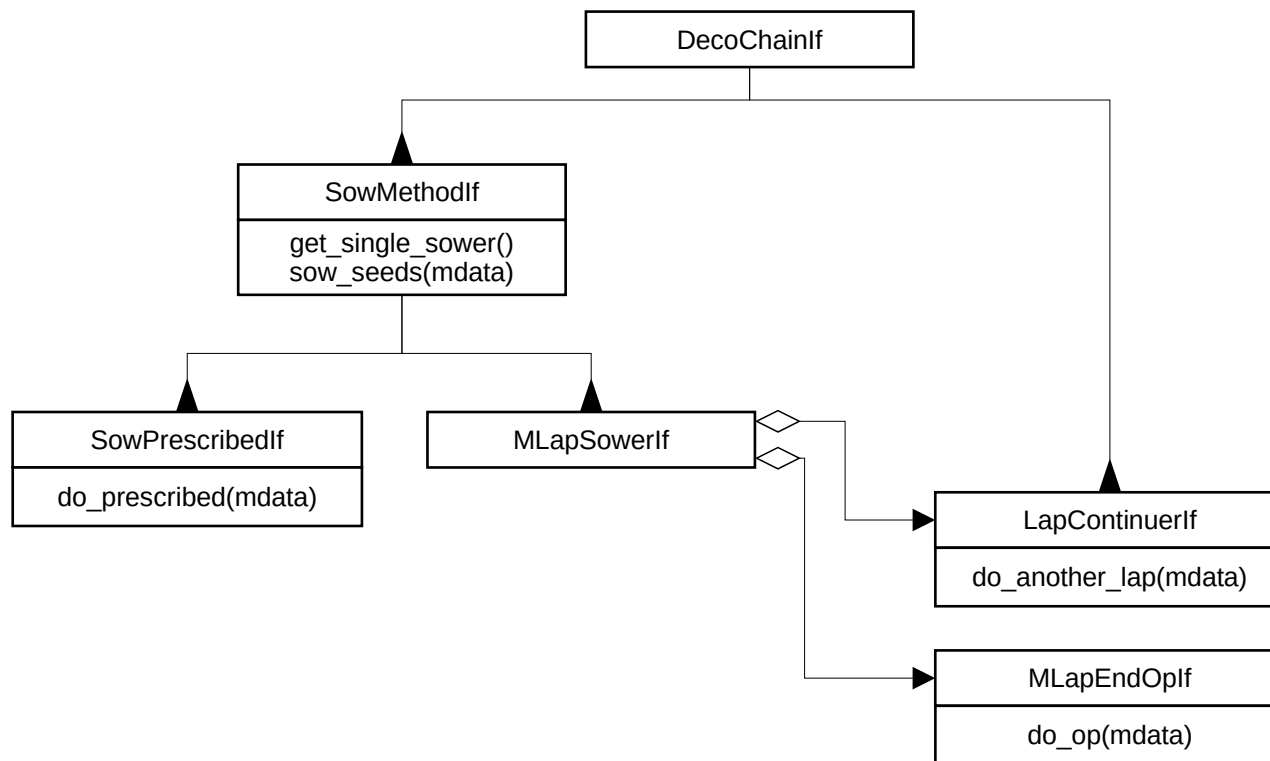 DecoChainIf
SowMethodIf
get_single_sower()
sow_seeds(mdata)
SowPrescribedIf
do_prescribed(mdata)
MLapSowerIf
LapContinuerIf
do_another_lap(mdata)
MLapEndOpIf
do_op(mdata)